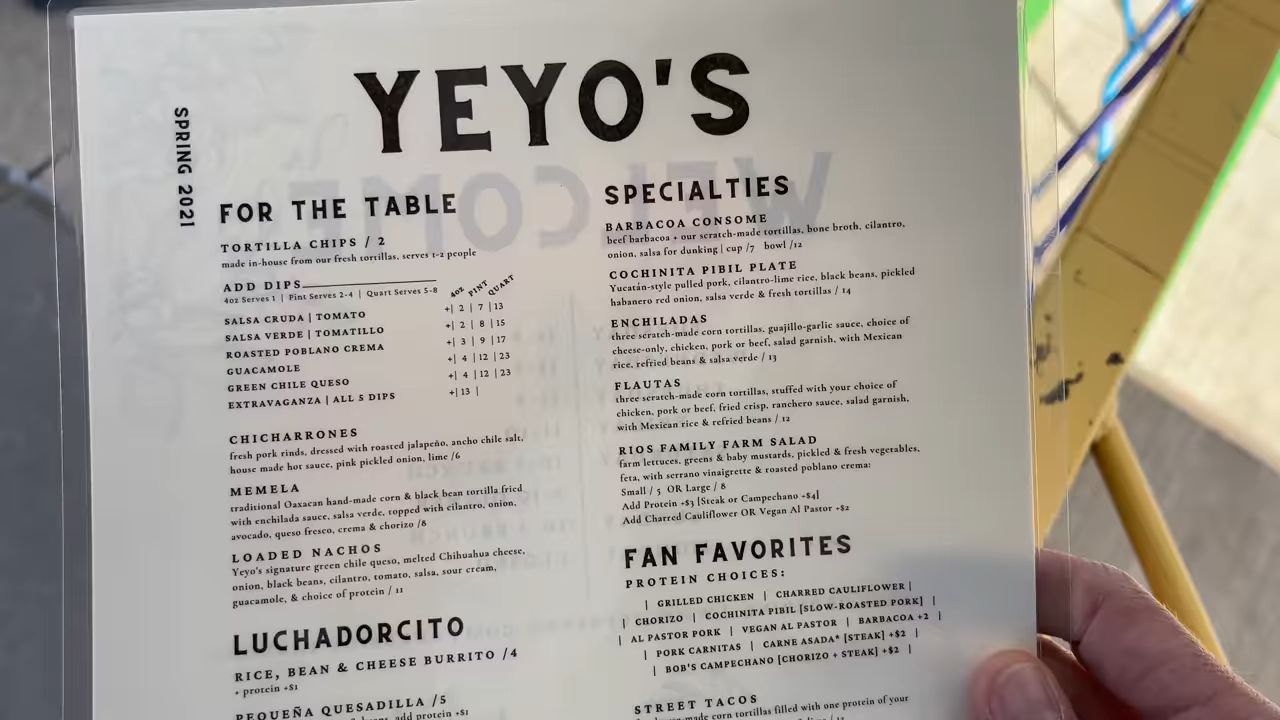 YEYO'S
SPRING 2021
FOR THE TABLE
TORTILLA CHIPS / 2
made in-house from our fresh tortillas, serves 1-2 people
ADD DIPS
4oz Serves 1 | Pint Serves 2-4 | Quart Serves 5-8
4OZ PINT QUART
SALSA CRUDA | TOMATO +| 2 | 7 |13
SALSA VERDE | TOMATILLO +| 2 | 8 |15
ROASTED POBLANO CREMA +| 3 | 9 |17
GUACAMOLE +| 4 |12 |23
GREEN CHILE QUESO +| 4 |12 |23
EXTRAVAGANZA | ALL 5 DIPS +|13 |
CHICHARRONES
fresh pork rinds, dressed with roasted jalapeño, ancho chile salt,
house made hot sauce, pink pickled onion, lime /6
MEMELA
traditional Oaxacan hand-made corn & black bean tortilla fried
with enchilada sauce, salsa verde, topped with cilantro, onion,
avocado, queso fresco, crema & chorizo /8
LOADED NACHOS
Yeyo's signature green chile queso, melted Chihuahua cheese,
onion, black beans, cilantro, tomato, salsa, sour cream,
guacamole, & choice of protein / 11
LUCHADORCITO
RICE, BEAN & CHEESE BURRITO /4
+ protein +$1
PEQUEÑA QUESADILLA /5
add protein +$1
SPECIALTIES
BARBACOA CONSOME
beef barbacoa + our scratch-made tortillas, bone broth, cilantro,
onion, salsa for dunking | cup /7 bowl /12
COCHINITA PIBIL PLATE
Yucatán-style pulled pork, cilantro-lime rice, black beans, pickled
habanero red onion, salsa verde & fresh tortillas / 14
ENCHILADAS
three scratch-made corn tortillas, guajillo-garlic sauce, choice of
cheese-only, chicken, pork or beef, salad garnish, with Mexican
rice, refried beans & salsa verde / 13
FLAUTAS
three scratch-made corn tortillas, stuffed with your choice of
chicken, pork or beef, fried crisp, ranchero sauce, salad garnish,
with Mexican rice & refried beans / 12
RIOS FAMILY FARM SALAD
farm lettuces, greens & baby mustards, pickled & fresh vegetables,
feta, with serrano vinaigrette & roasted poblano crema:
Small / 5 OR Large / 8
Add Protein +$3 [Steak or Campechano +$4]
Add Charred Cauliflower OR Vegan Al Pastor +$2
FAN FAVORITES
PROTEIN CHOICES:
| GRILLED CHICKEN | CHARRED CAULIFLOWER |
| CHORIZO | COCHINITA PIBIL [SLOW-ROASTED PORK] |
| AL PASTOR PORK | VEGAN AL PASTOR | BARBACOA +2 |
| PORK CARNITAS | CARNE ASADA* [STEAK] +$2 |
| BOB'S CAMPECHANO [CHORIZO + STEAK] +$2 |
STREET TACOS
made corn tortillas filled with one protein of your